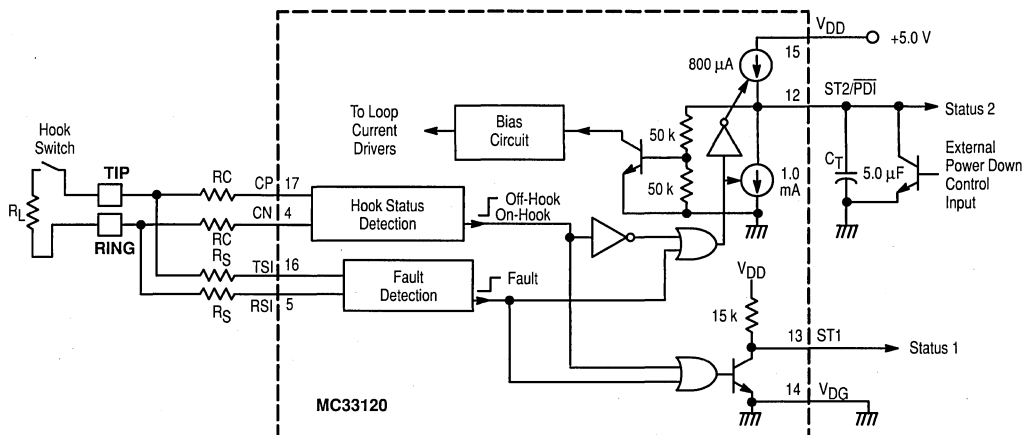 VDD
+5.0 V
15
800 µA
12
ST2/PDI
Status 2
To Loop
Current
Drivers
Bias
Circuit
50 k
50 k
1.0
mA
CT
5.0 µF
External
Power Down
Control
Input
Hook
Switch
TIP
RC
CP
17
Hook Status
Detection
Off-Hook
On-Hook
RL
RING
CN
4
RC
RS
TSI
16
Fault
Detection
Fault
RS
RSI
5
VDD
15 k
13
ST1
Status 1
14
VDG
MC33120